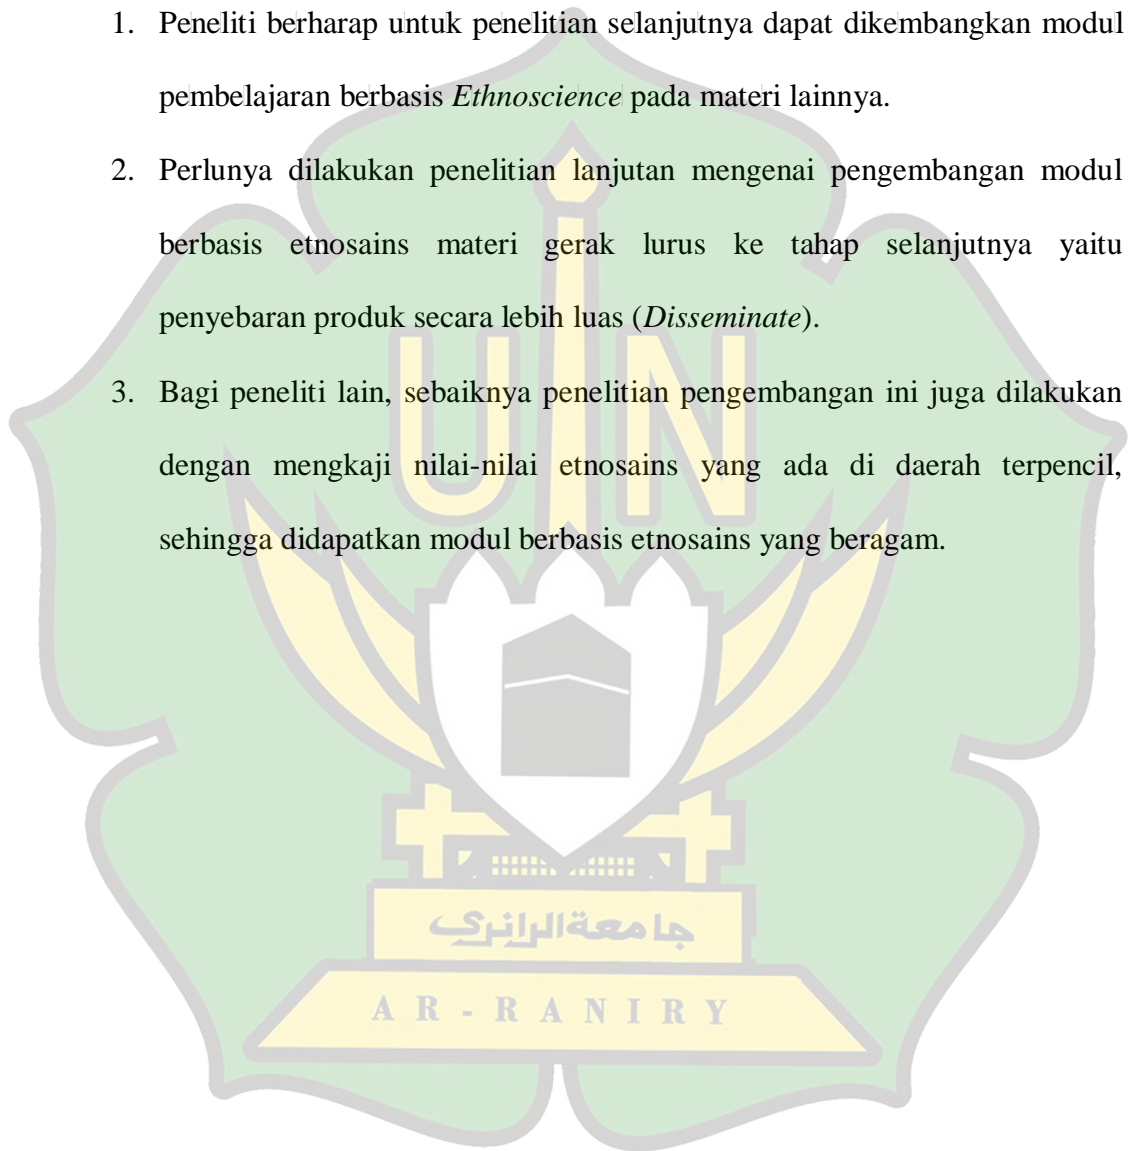 1. Peneliti berharap untuk penelitian selanjutnya dapat dikembangkan modul
pembelajaran berbasis Ethnoscience pada materi lainnya.
2. Perlunya dilakukan penelitian lanjutan mengenai pengembangan modul
berbasis etnosains materi gerak lurus ke tahap selanjutnya yaitu
penyebaran produk secara lebih luas (Disseminate).
3. Bagi peneliti lain, sebaiknya penelitian pengembangan ini juga dilakukan
dengan mengkaji nilai-nilai etnosains yang ada di daerah terpencil,
sehingga didapatkan modul berbasis etnosains yang beragam.
UIN
جامعة الرانري
AR-RANIRY